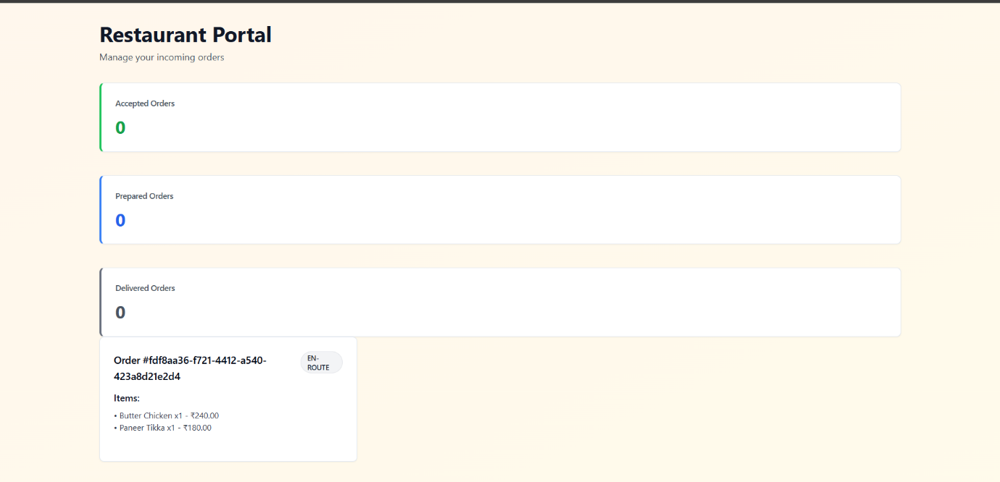 Restaurant Portal
Manage your incoming orders
Accepted Orders
0
Prepared Orders
0
Delivered Orders
0
Order #fdf8aa36-f721-4412-a540-
423a8d21e2d4
EN-
ROUTE
Items:
• Butter Chicken x1 - ₹240.00
• Paneer Tikka x1 - ₹180.00